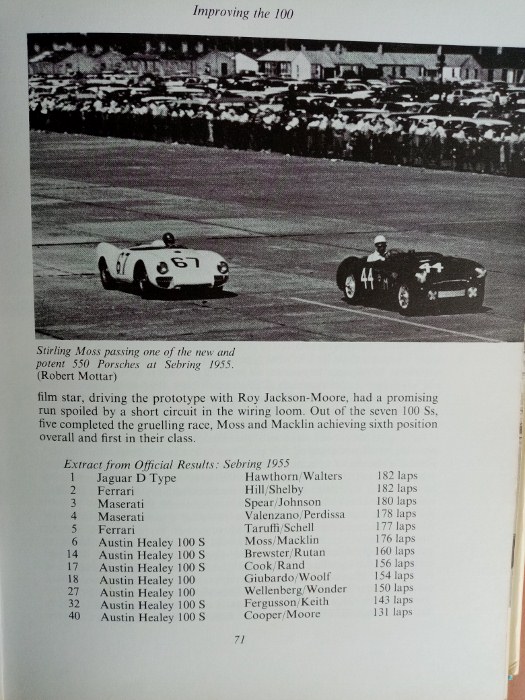 Improving the 100
67
67
44
44
Stirling Moss passing one of the new and
potent 550 Porsches at Sebring 1955.
(Robert Mottar)
film star, driving the prototype with Roy Jackson-Moore, had a promising
run spoiled by a short circuit in the wiring loom. Out of the seven 100 Ss,
five completed the gruelling race, Moss and Macklin achieving sixth position
overall and first in their class.
Extract from Official Results: Sebring 1955
1 Jaguar D Type Hawthorn/Walters 182 laps
2 Ferrari Hill/Shelby 182 laps
3 Maserati Spear/Johnson 180 laps
4 Maserati Valenzano/Perdissa 178 laps
5 Ferrari Taruffi/Schell 177 laps
6 Austin Healey 100 S Moss/Macklin 176 laps
14 Austin Healey 100 S Brewster/Rutan 160 laps
17 Austin Healey 100 S Cook/Rand 156 laps
18 Austin Healey 100 Giubardo/Woolf 154 laps
27 Austin Healey 100 Wellenberg/Wonder 150 laps
32 Austin Healey 100 S Fergusson/Keith 143 laps
40 Austin Healey 100 S Cooper/Moore 131 laps
71